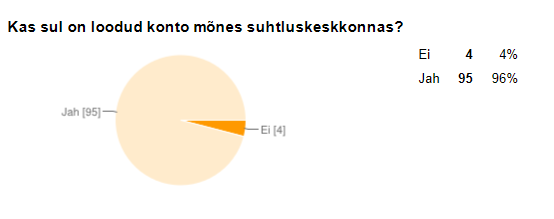 Kas sul on loodud konto mõnes suhtluskeskkonnas?
Ei 4 4%
Jah 95 96%
Jah [95]
Ei [4]